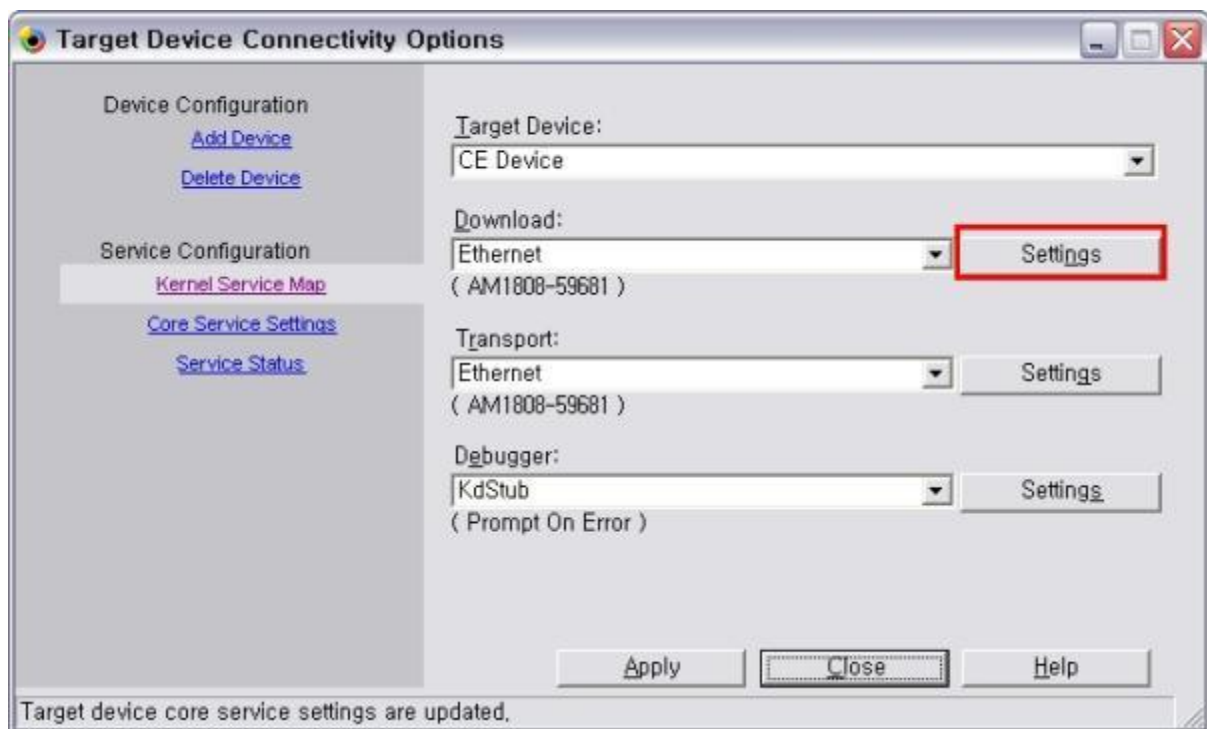 Target Device Connectivity Options
Device Configuration
Add Device
Delete Device
Service Configuration
Kernel Service Map
Core Service Settings
Service Status
Target Device:
CE Device
Download:
Ethernet
Settings
( AM1808-59681 )
Transport:
Ethernet
Settings
( AM1808-59681 )
Debugger:
KdStub
Settings
( Prompt On Error )
Apply
Close
Help
Target device core service settings are updated,